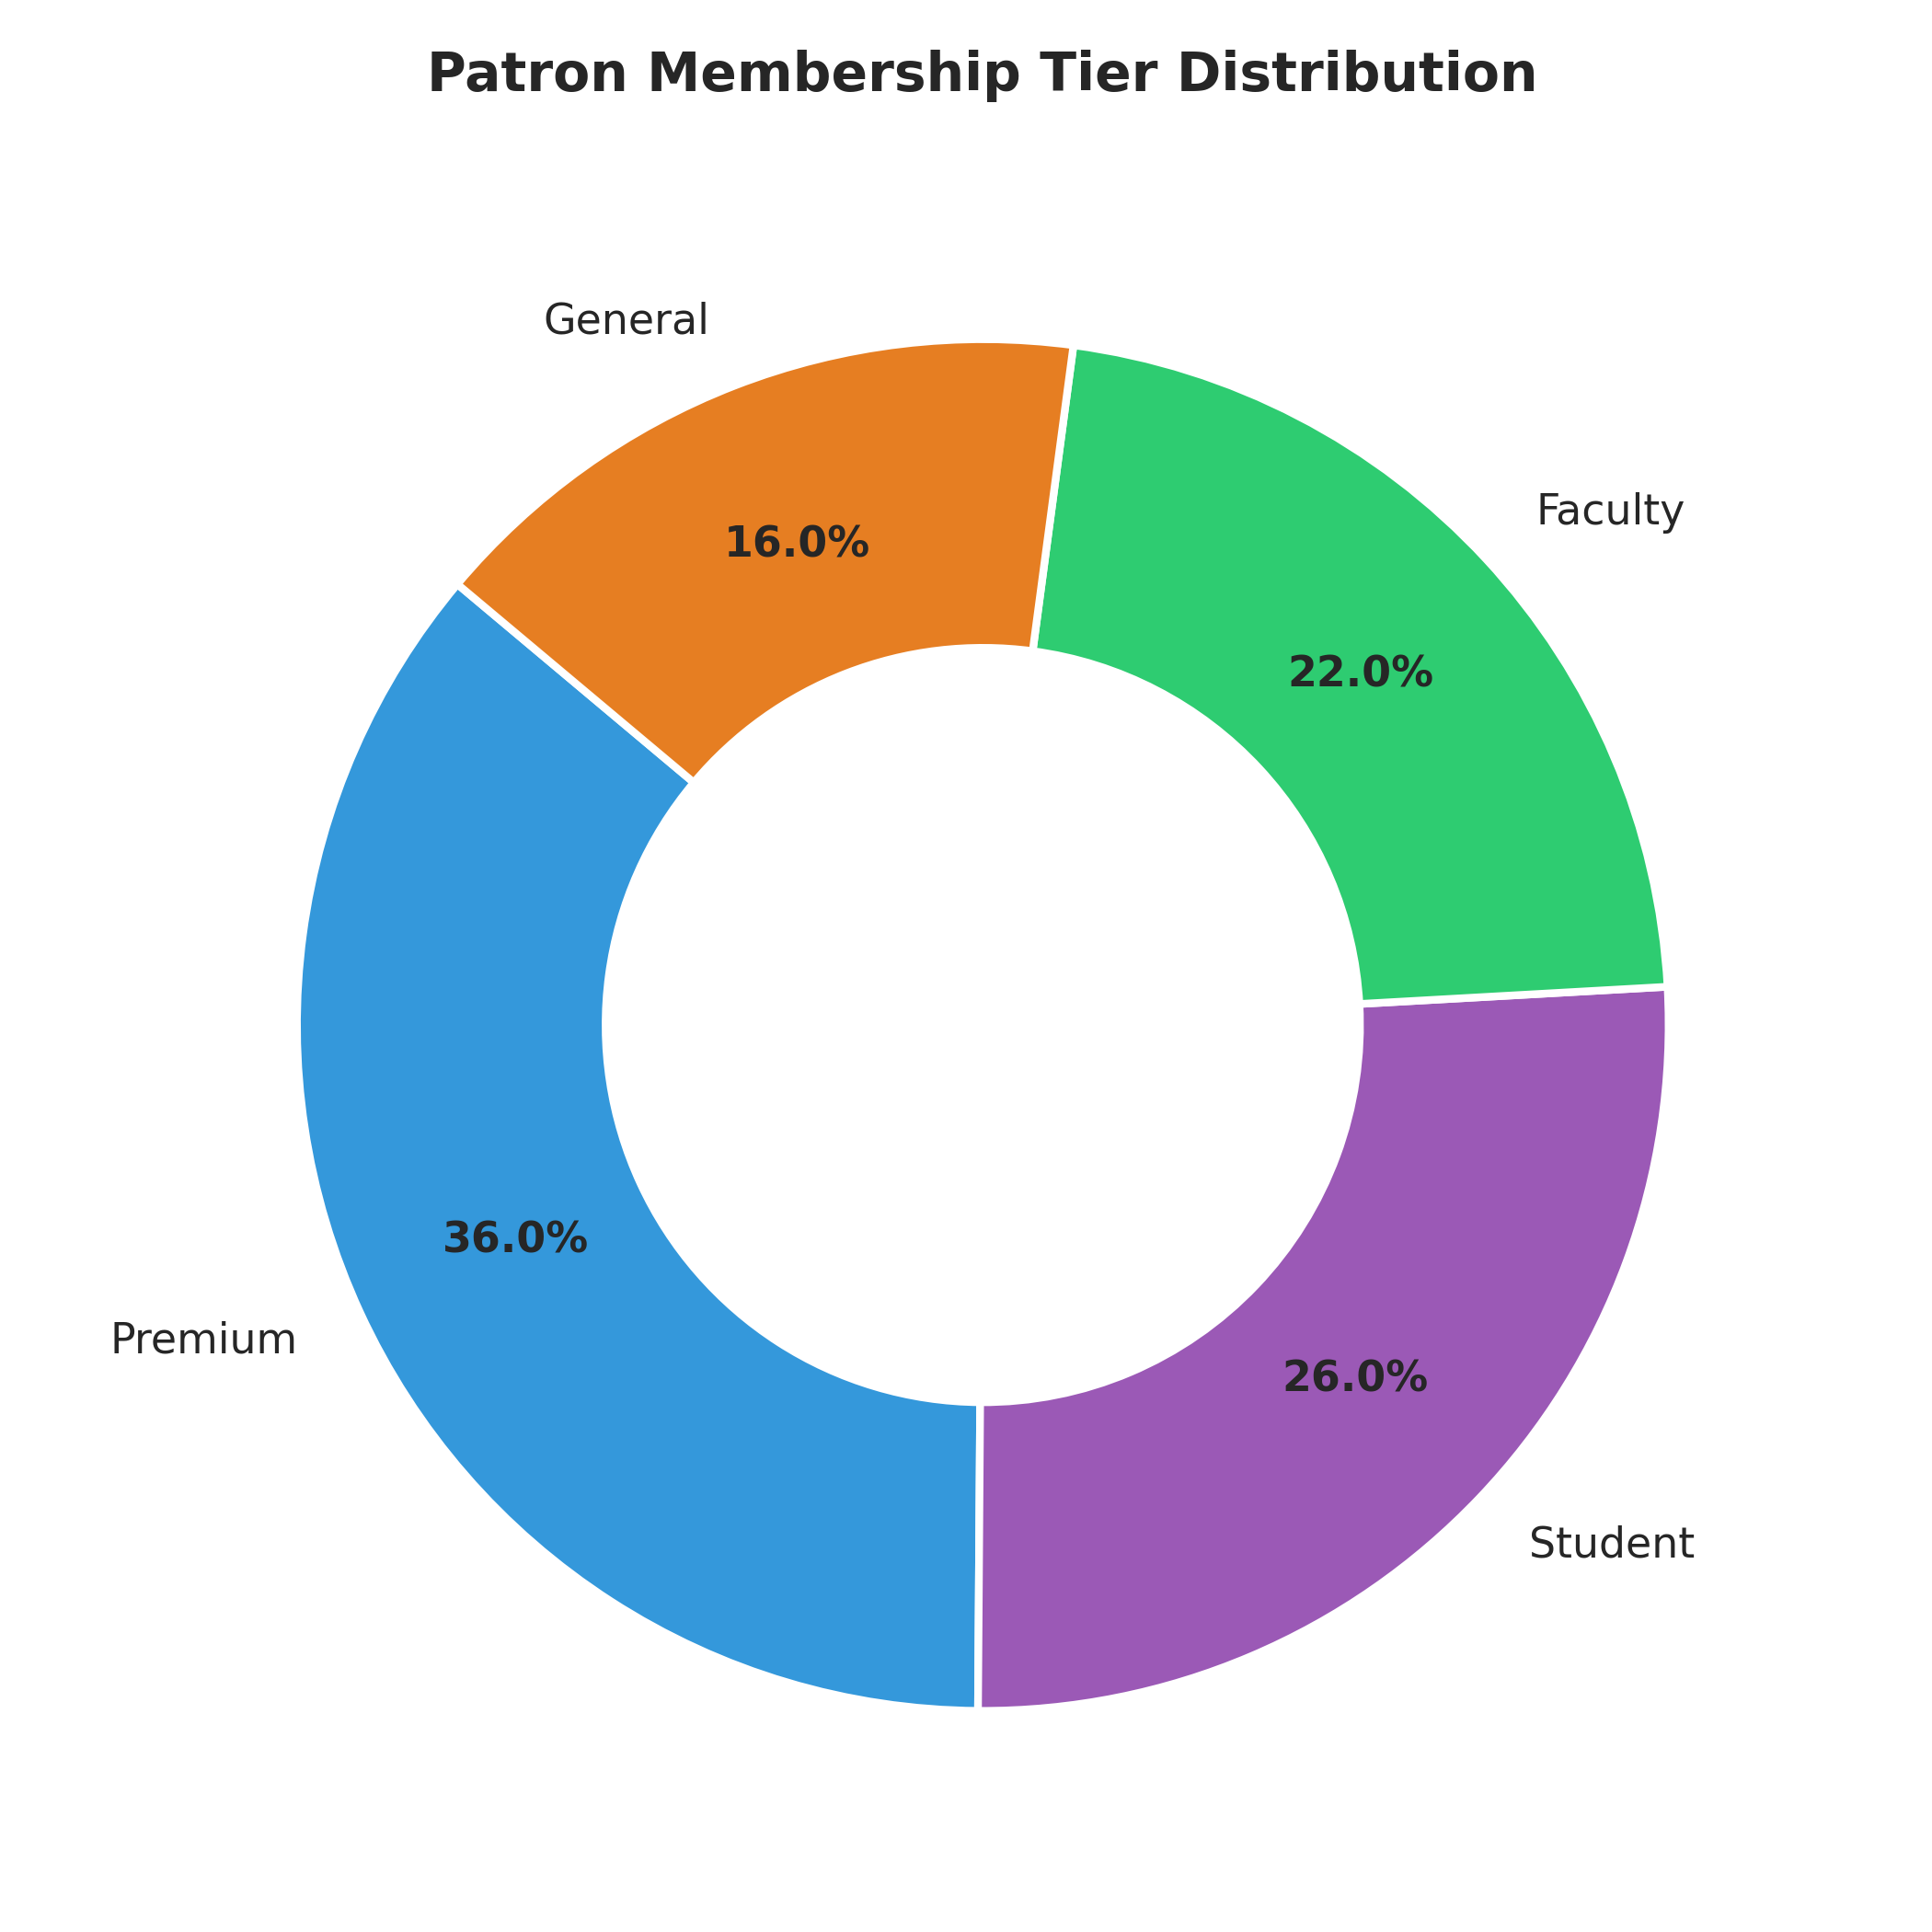 Patron Membership Tier Distribution
General
Faculty
16.0%
22.0%
36.0%
Premium
26.0%
Student